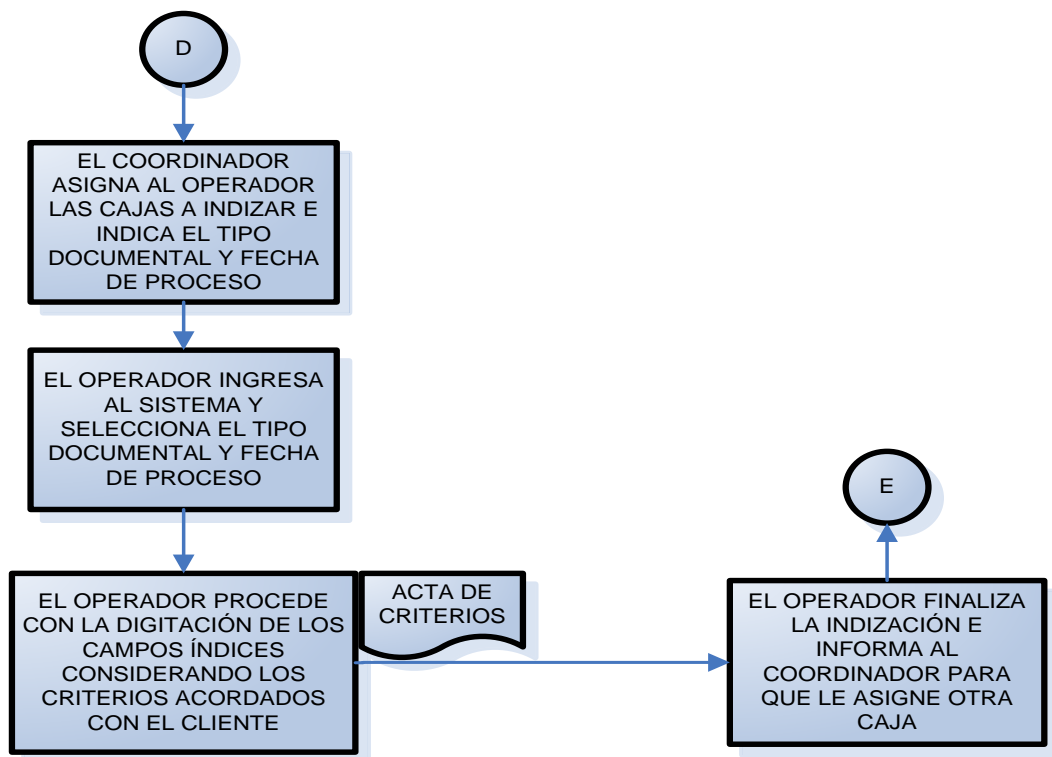 D
EL COORDINADOR
ASIGNA AL OPERADOR
LAS CAJAS A INDIZAR E
INDICA EL TIPO
DOCUMENTAL Y FECHA
DE PROCESO
EL OPERADOR INGRESA
AL SISTEMA Y
SELECCIONA EL TIPO
DOCUMENTAL Y FECHA
DE PROCESO
EL OPERADOR PROCEDE
CON LA DIGITACIÓN DE LOS
CAMPOS ÍNDICES
CONSIDERANDO LOS
CRITERIOS ACORDADOS
CON EL CLIENTE
ACTA DE
CRITERIOS
EL OPERADOR FINALIZA
LA INDIZACIÓN E
INFORMA AL
COORDINADOR PARA
QUE LE ASIGNE OTRA
CAJA
E